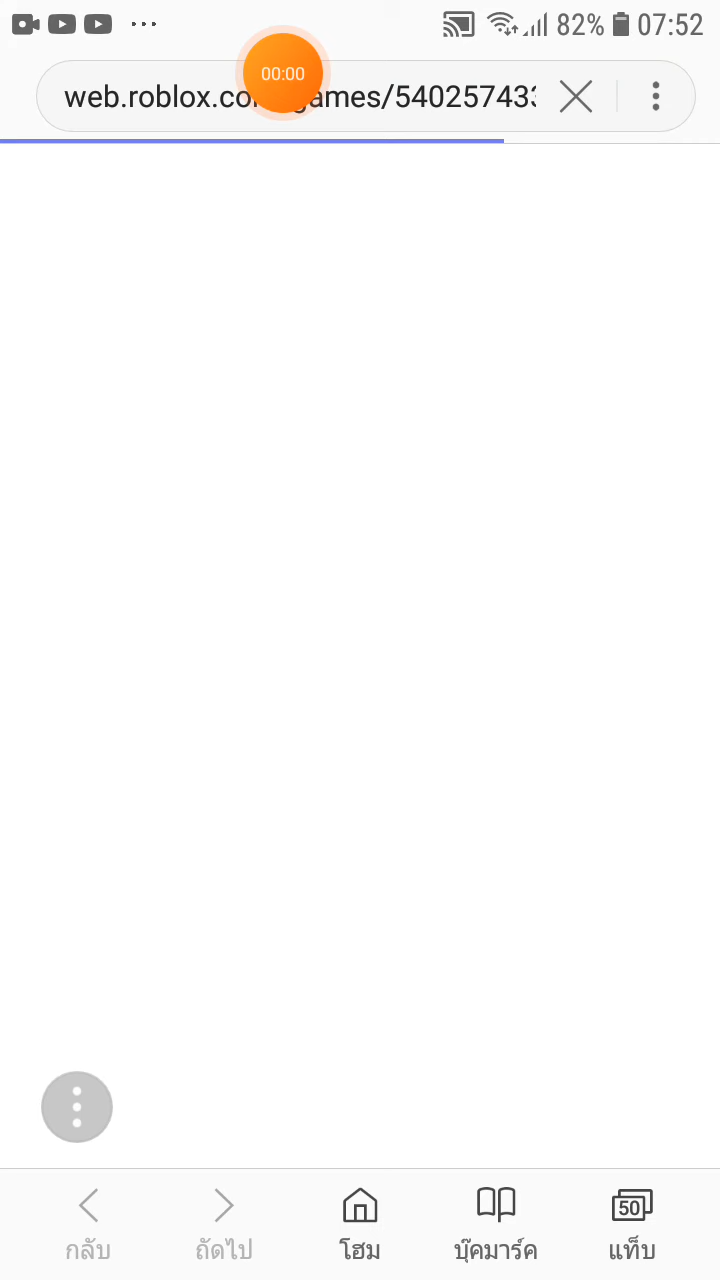 82% 07:52
00:00
web.roblox.co games/540257433
50
กลับ ถัดไป โฮม บุ๊คมาร์ค แท็บ